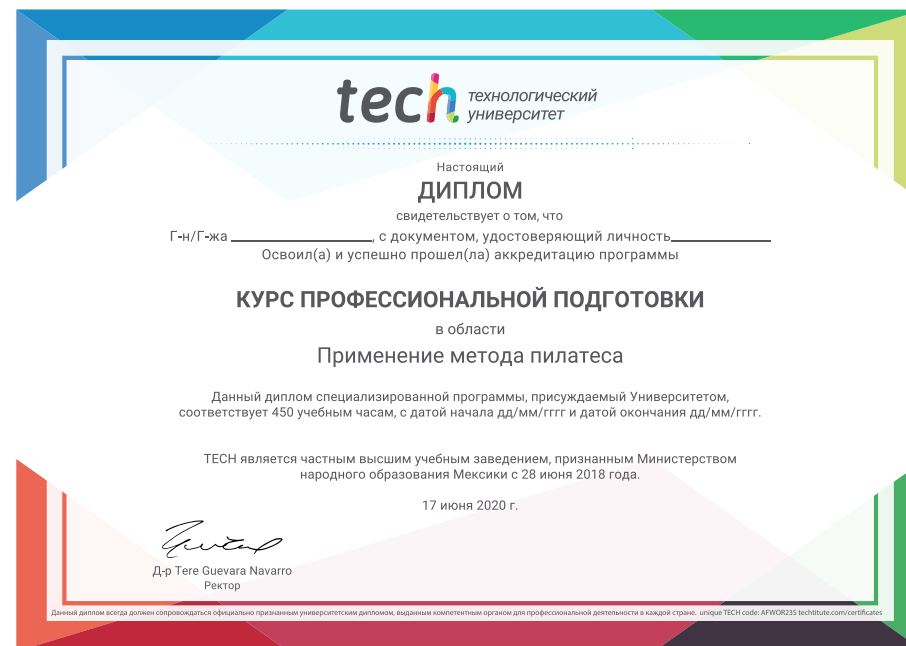 tech технологический
университет
Настоящий
ДИПЛОМ
свидетельствует о том, что
Г-н/Г-жа ____________________, с документом, удостоверяющий личность______________
Освоил(а) и успешно прошел(ла) аккредитацию программы
КУРС ПРОФЕССИОНАЛЬНОЙ ПОДГОТОВКИ
в области
Применение метода пилатеса
Данный диплом специализированной программы, присуждаемый Университетом,
соответствует 450 учебным часам, с датой начала дд/мм/гггг и датой окончания дд/мм/гггг.
TECH является частным высшим учебным заведением, признанным Министерством
народного образования Мексики с 28 июня 2018 года.
17 июня 2020 г.
Д-р Tere Guevara Navarro
Ректор
Данный диплом всегда должен сопровождаться официально признанным университетским дипломом, выданным компетентным органом для профессиональной деятельности в каждой стране. unique TECH code: AFWOR235 techtitute.com/certificates